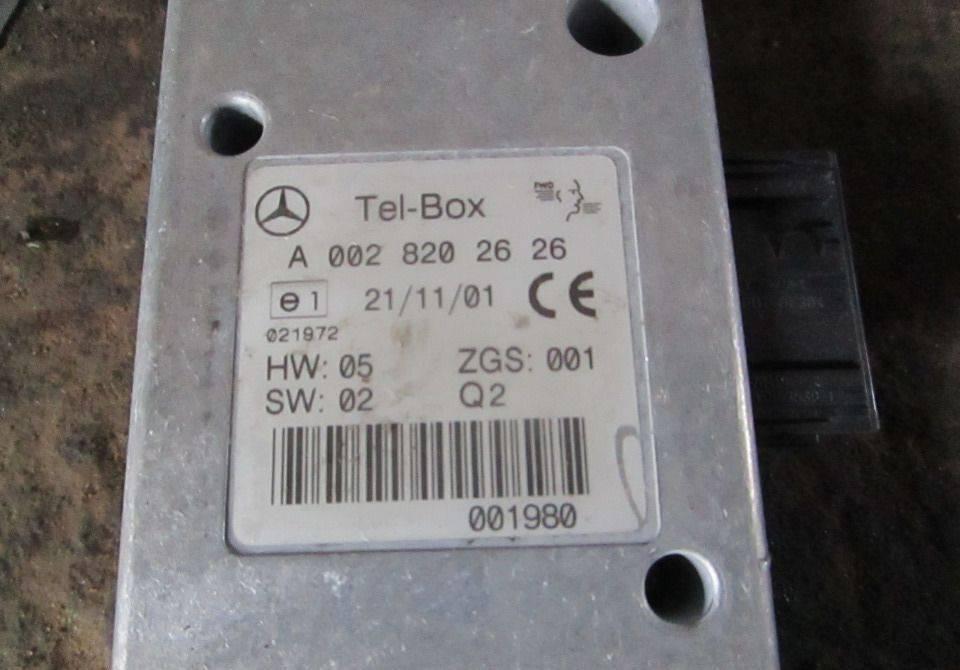 Tel-Box
FWD
A 002 820 26 26
e1 21/11/01 CE
021972
HW: 05 ZGS: 001
SW: 02 Q2
001980